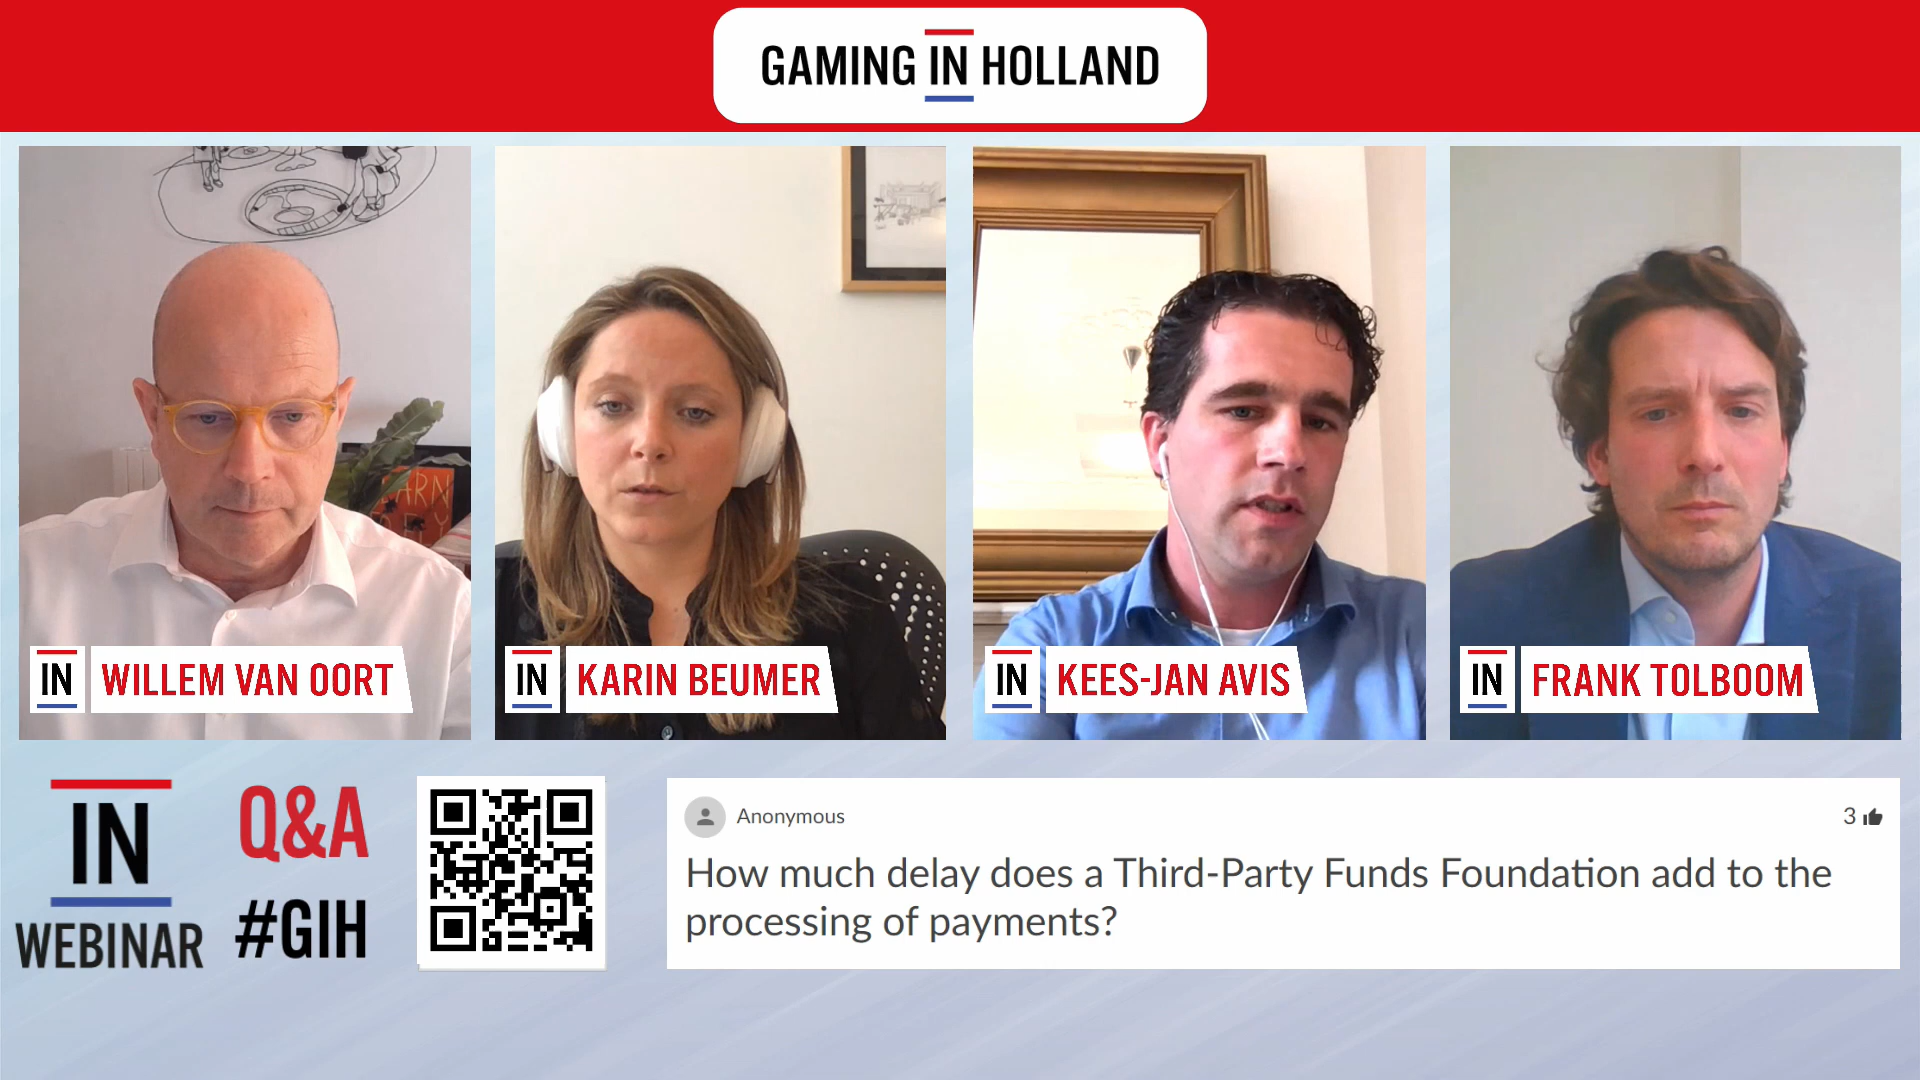 GAMING IN HOLLAND
IN WILLEM VAN OORT
IN KARIN BEUMER
IN KEES-JAN AVIS
IN FRANK TOLBOOM
IN
WEBINAR
Q&A
#GIH
Anonymous
3
How much delay does a Third-Party Funds Foundation add to the
processing of payments?